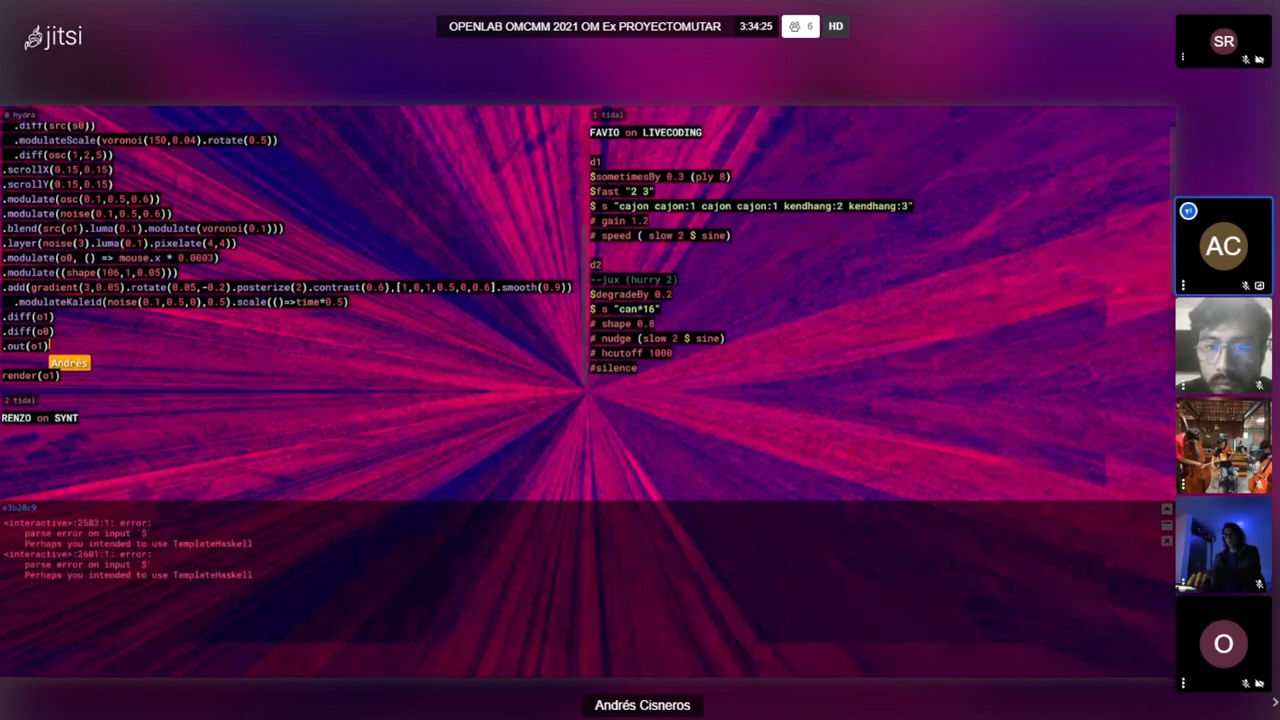 jitsi
OPENLAB OMCMM 2021 OM Ex PROYECTOMUTAR
3:34:25
6
HD
SR
0 hydra
.diff(src(s0))
.modulateScale(voronoi(150,0.04).rotate(0.5))
.diff(osc(1,2,5))
.scrollX(0.15,0.15)
.scrollY(0.15,0.15)
.modulate(osc(0.1,0.5,0.6))
.modulate(noise(0.1,0.5,0.6))
.blend(src(o1).luma(0.1).modulate(voronoi(0.1)))
.layer(noise(3).luma(0.1).pixelate(4,4))
.modulate(o0, () => mouse.x * 0.0003)
.modulate((shape(106,1,0.05)))
.add(gradient(3,0.05).rotate(0.05,-0.2).posterize(2).contrast(0.6),[1,0,1,0.5,0,0.6].smooth(0.9))
.modulateKaleid(noise(0.1,0.5,0),0.5).scale(()=>time*0.5)
.diff(o1)
.diff(o0)
.out(o1)
Andrés
render(o1)
1 tidal
FAVIO on LIVECODING
d1
$sometimesBy 0.3 (ply 8)
$fast "2 3"
$ s "cajon cajon:1 cajon cajon:1 kendhang:2 kendhang:3"
# gain 1.2
# speed ( slow 2 $ sine)
d2
--jux (hurry 2)
$degradeBy 0.2
$ s "can*16"
# shape 0.8
# nudge (slow 2 $ sine)
# hcutoff 1000
#silence
2 tidal
RENZO on SYNT
e3b28c9
<interactive>:2583:1: error:
parse error on input `$'
Perhaps you intended to use TemplateHaskell
<interactive>:2601:1: error:
parse error on input `$'
Perhaps you intended to use TemplateHaskell
AC
O
Andrés Cisneros